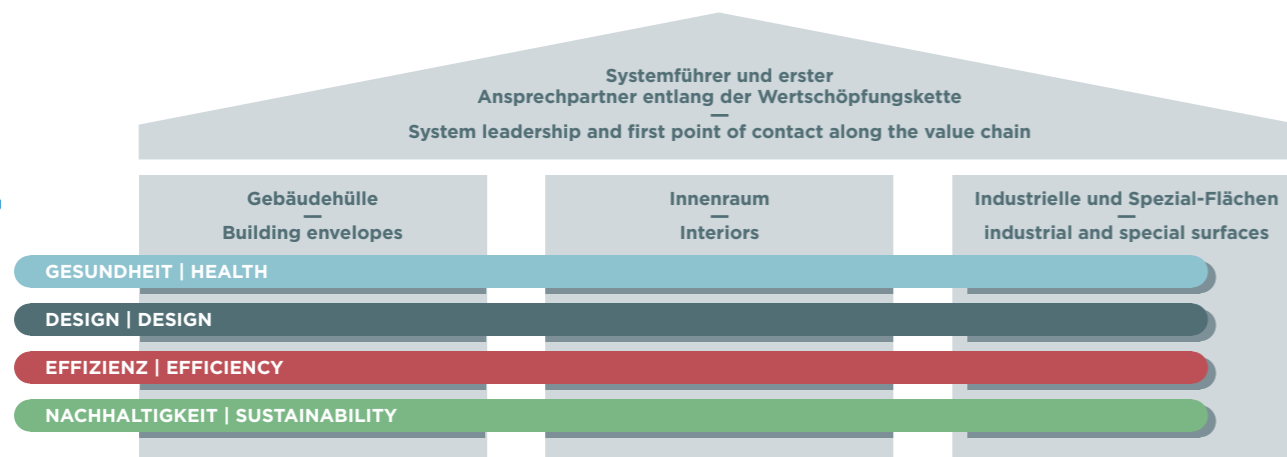 Systemführer und erster
Ansprechpartner entlang der Wertschöpfungskette
—
System leadership and first point of contact along the value chain
Gebäudehülle
—
Building envelopes
Innenraum
—
Interiors
Industrielle und Spezial-Flächen
—
industrial and special surfaces
GESUNDHEIT | HEALTH
DESIGN | DESIGN
EFFIZIENZ | EFFICIENCY
NACHHALTIGKEIT | SUSTAINABILITY